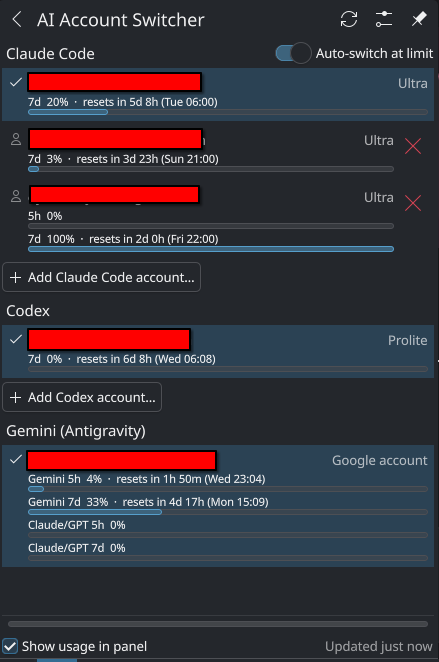 AI Account Switcher
Claude Code
Auto-switch at limit
Ultra
7d 20% · resets in 5d 8h (Tue 06:00)
Ultra
7d 3% · resets in 3d 23h (Sun 21:00)
Ultra
5h 0%
7d 100% · resets in 2d 0h (Fri 22:00)
+ Add Claude Code account...
Codex
Prolite
7d 0% · resets in 6d 8h (Wed 06:08)
+ Add Codex account...
Gemini (Antigravity)
Google account
Gemini 5h 4% · resets in 1h 50m (Wed 23:04)
Gemini 7d 33% · resets in 4d 17h (Mon 15:09)
Claude/GPT 5h 0%
Claude/GPT 7d 0%
Show usage in panel
Updated just now